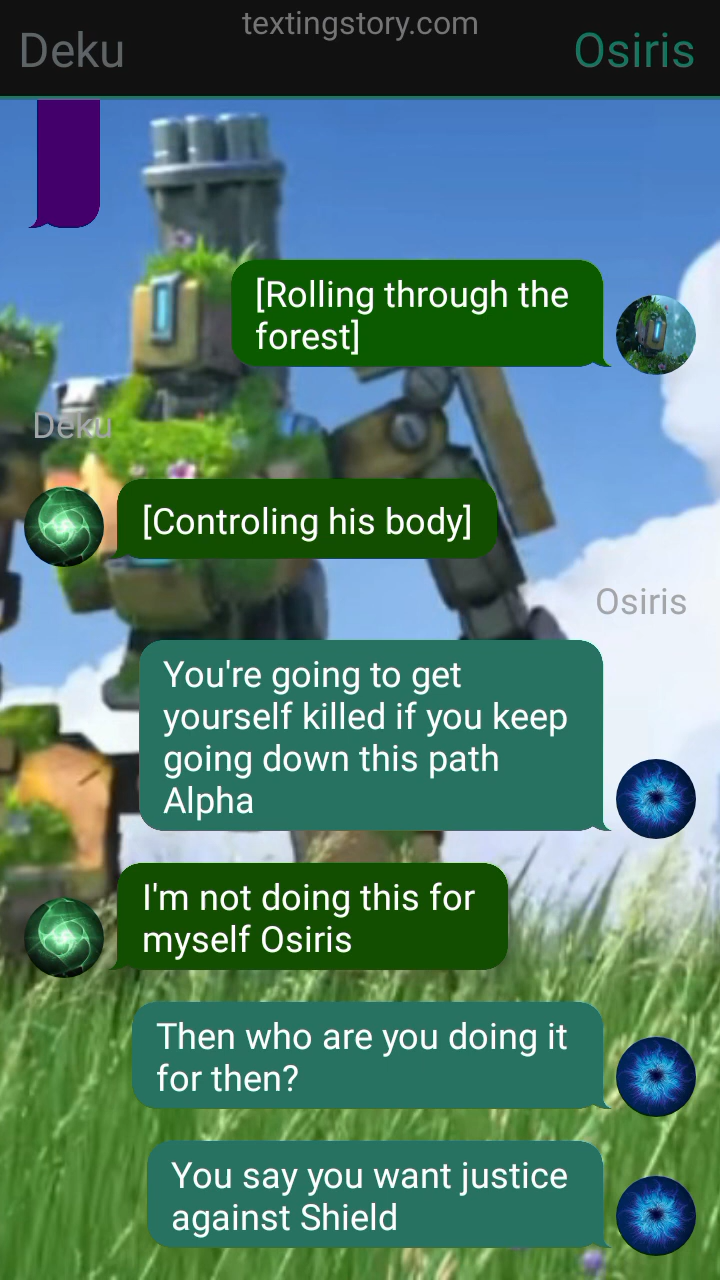 textingstory.com
Deku
Osiris
[Rolling through the
forest]
Deku
[Controling his body]
Osiris
You're going to get
yourself killed if you keep
going down this path
Alpha
I'm not doing this for
myself Osiris
Then who are you doing it
for then?
You say you want justice
against Shield